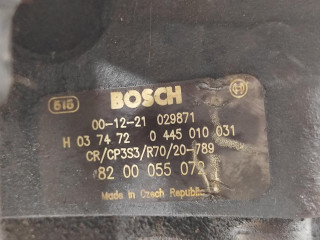 515 BOSCH
00-12-21 029871
H 03 74 72 0 445 010 031
CR/CP3S3/R70/20-789
82 00 055 072
Made in Czech Republic